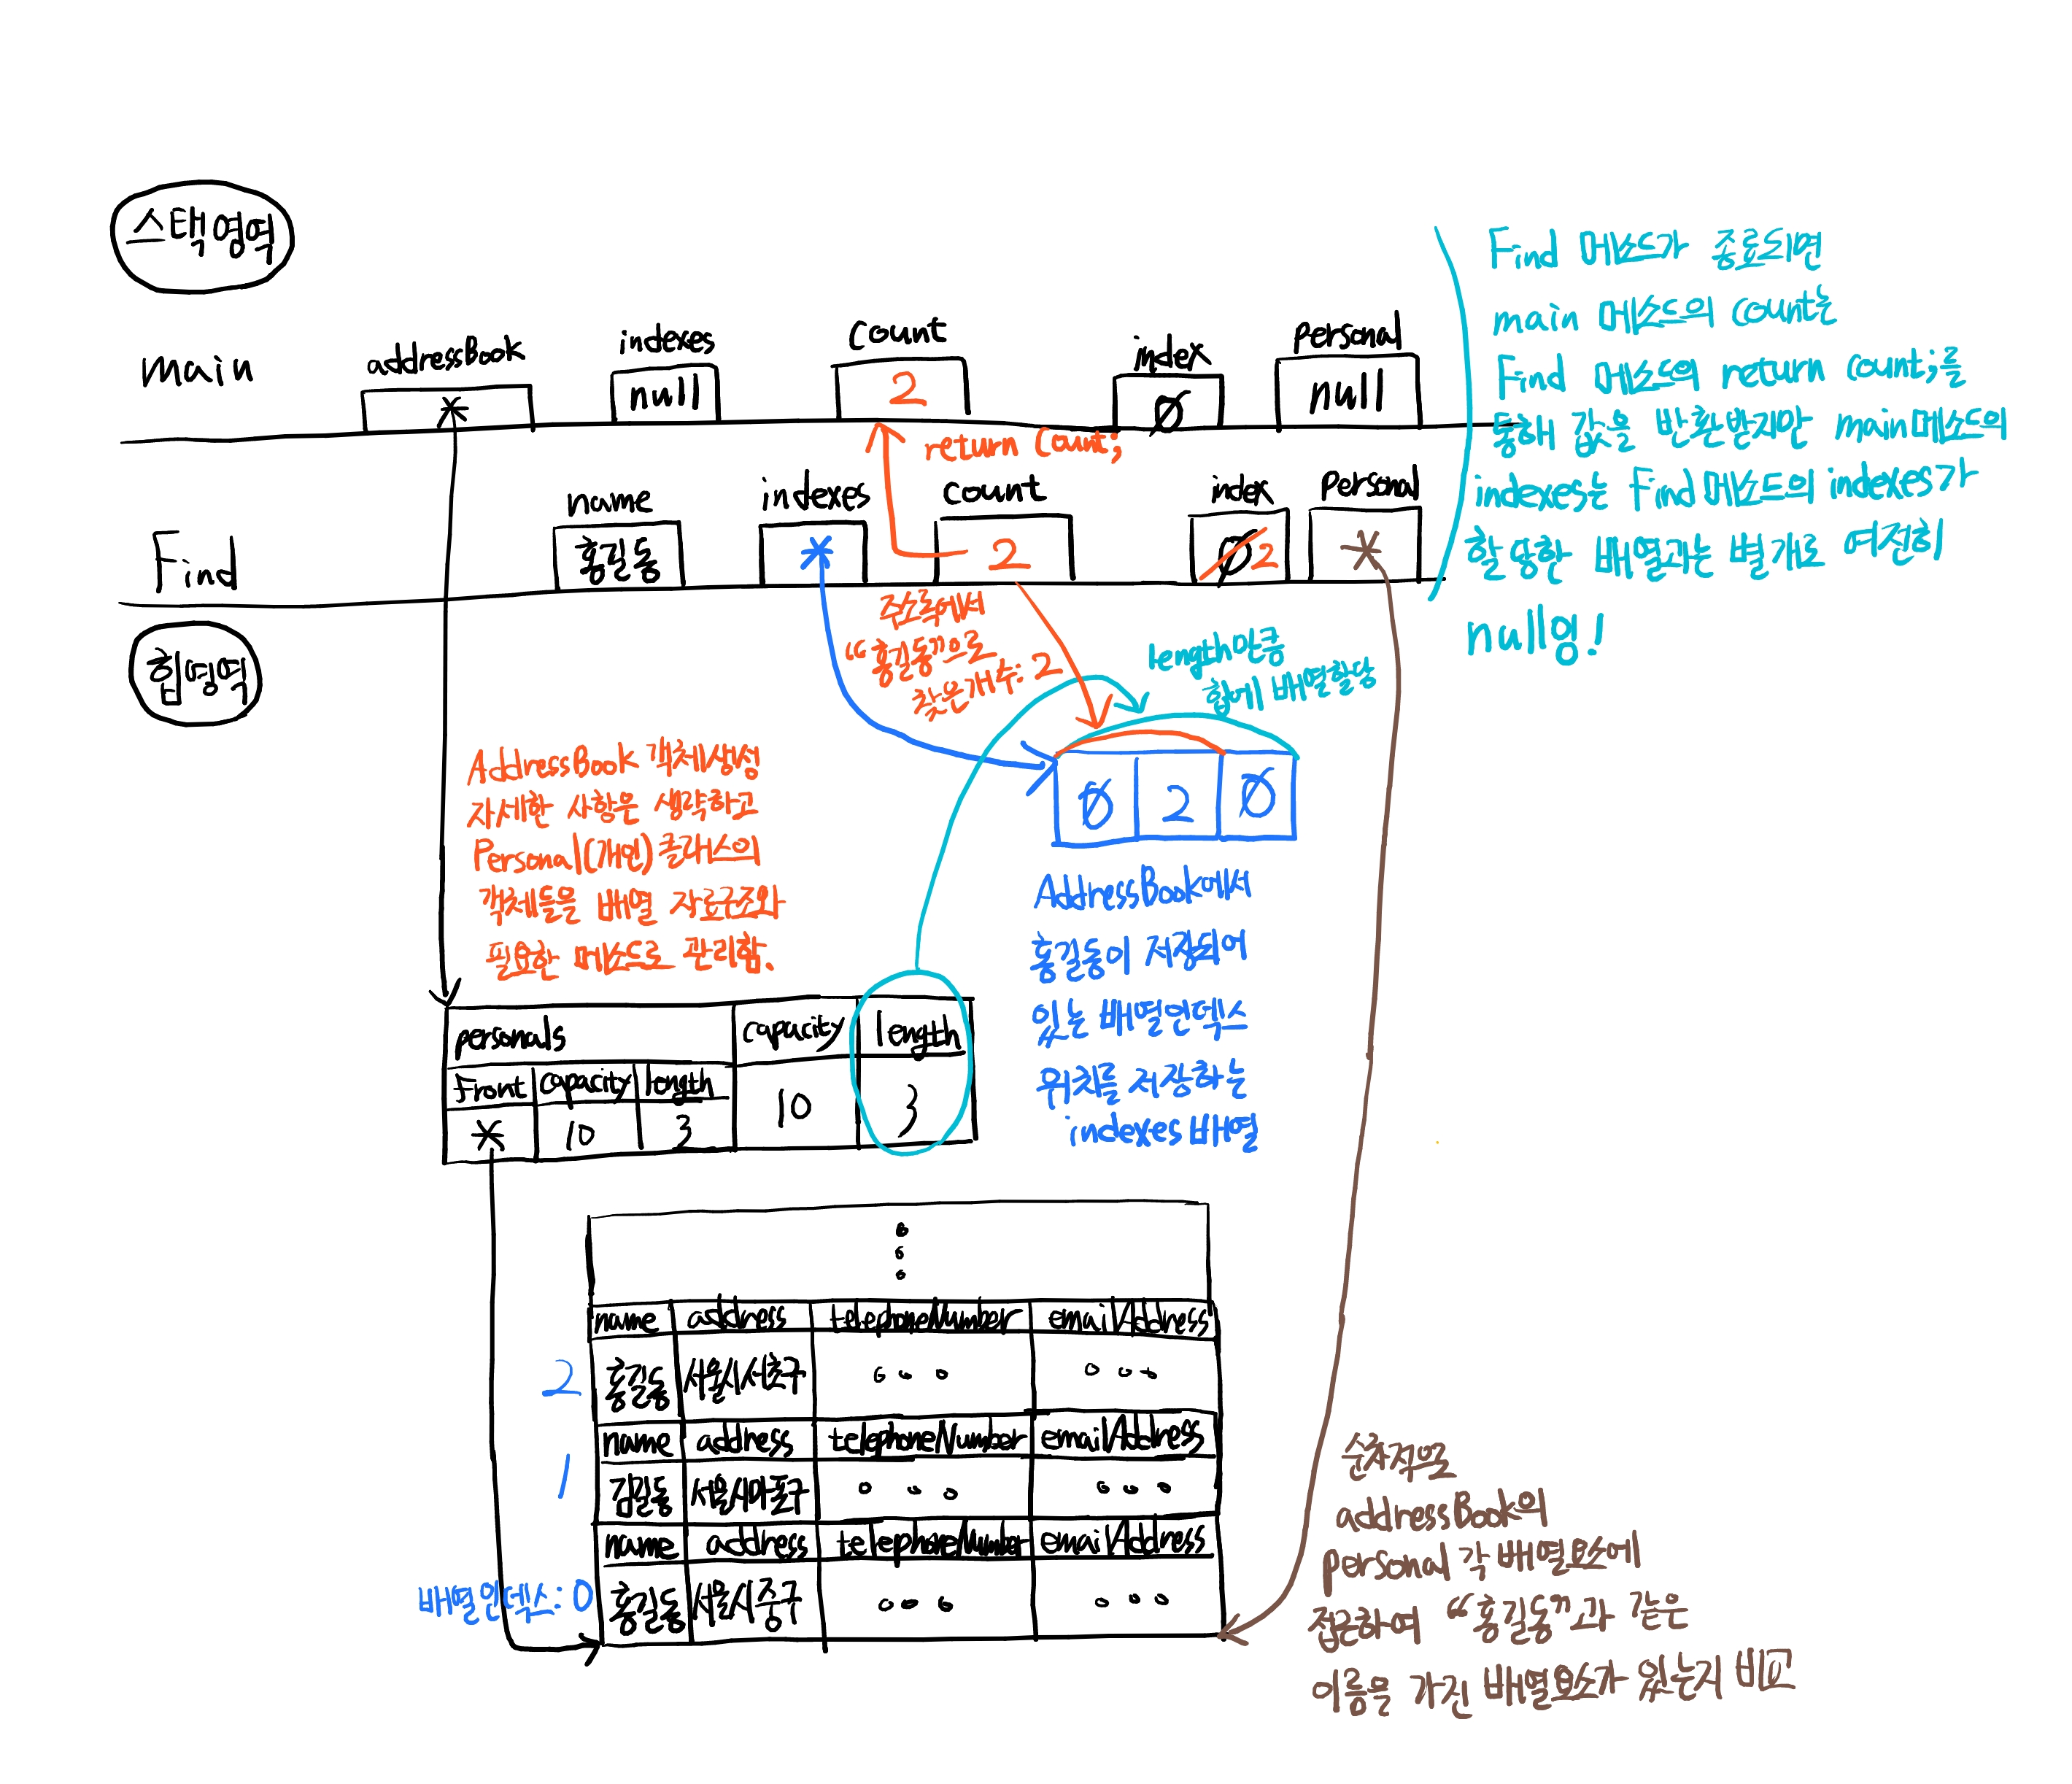 스택영역
main
addressBook
*
indexes
null
count
2
index
0
Personal
null
return count;
Find
name
홍길동
indexes
*
count
2
index
0 2
Personal
*
Find 메소드가 종료되면
main 메소드의 count는
Find 메소드의 return count;를
통해 값을 반환받지만 main메소드의
indexes는 Find메소드의 indexes가
할당한 배열과는 별개로 여전히
null임!
힙영역
주소록에서
“홍길동”으로
찾은개수: 2
length만큼
힙에 배열할당
0 2 0
AddressBook 객체생성
자세한 사항은 생략하고
Personal(개인)클래스의
객체들을 배열 자료구조와
필요한 메소드로 관리함.
AddressBook에서
홍길동이 저장되어
있는 배열인덱스
위치를 저장하는
indexes 배열
personals capacity length
Front capacity length
* 10 3 10 3
name address telephoneNumber emailAddress
2 홍길동 서울시서초구
name address telephoneNumber emailAddress
1 김길동 서울시마포구
name address telephoneNumber emailAddress
배열인덱스: 0 홍길동 서울시중구
순차적으로
addressBook의
personal 각 배열요소에
접근하여 “홍길동”과 같은
이름을 가진 배열요소가 있는지 비교